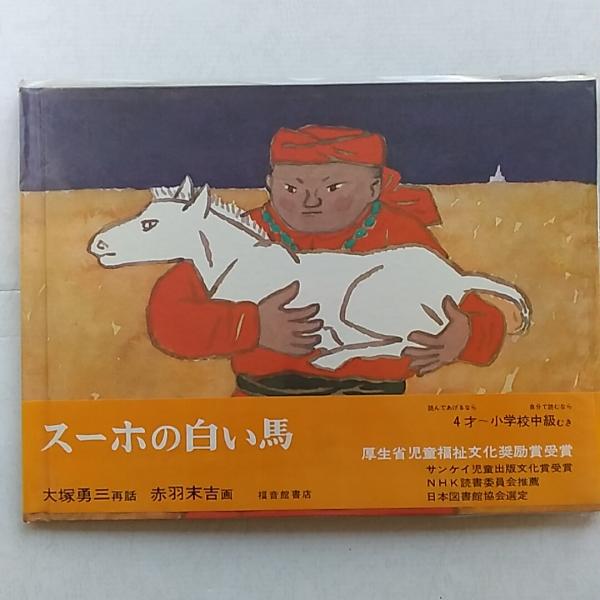 スーホの白い馬
大塚勇三再話 赤羽末吉画 福音館書店
読んであげるなら 自分で読むなら
4才～小学校中級むき
厚生省児童福祉文化奨励賞受賞
サンケイ児童出版文化賞受賞
NHK読書委員会推薦
日本図書館協会選定